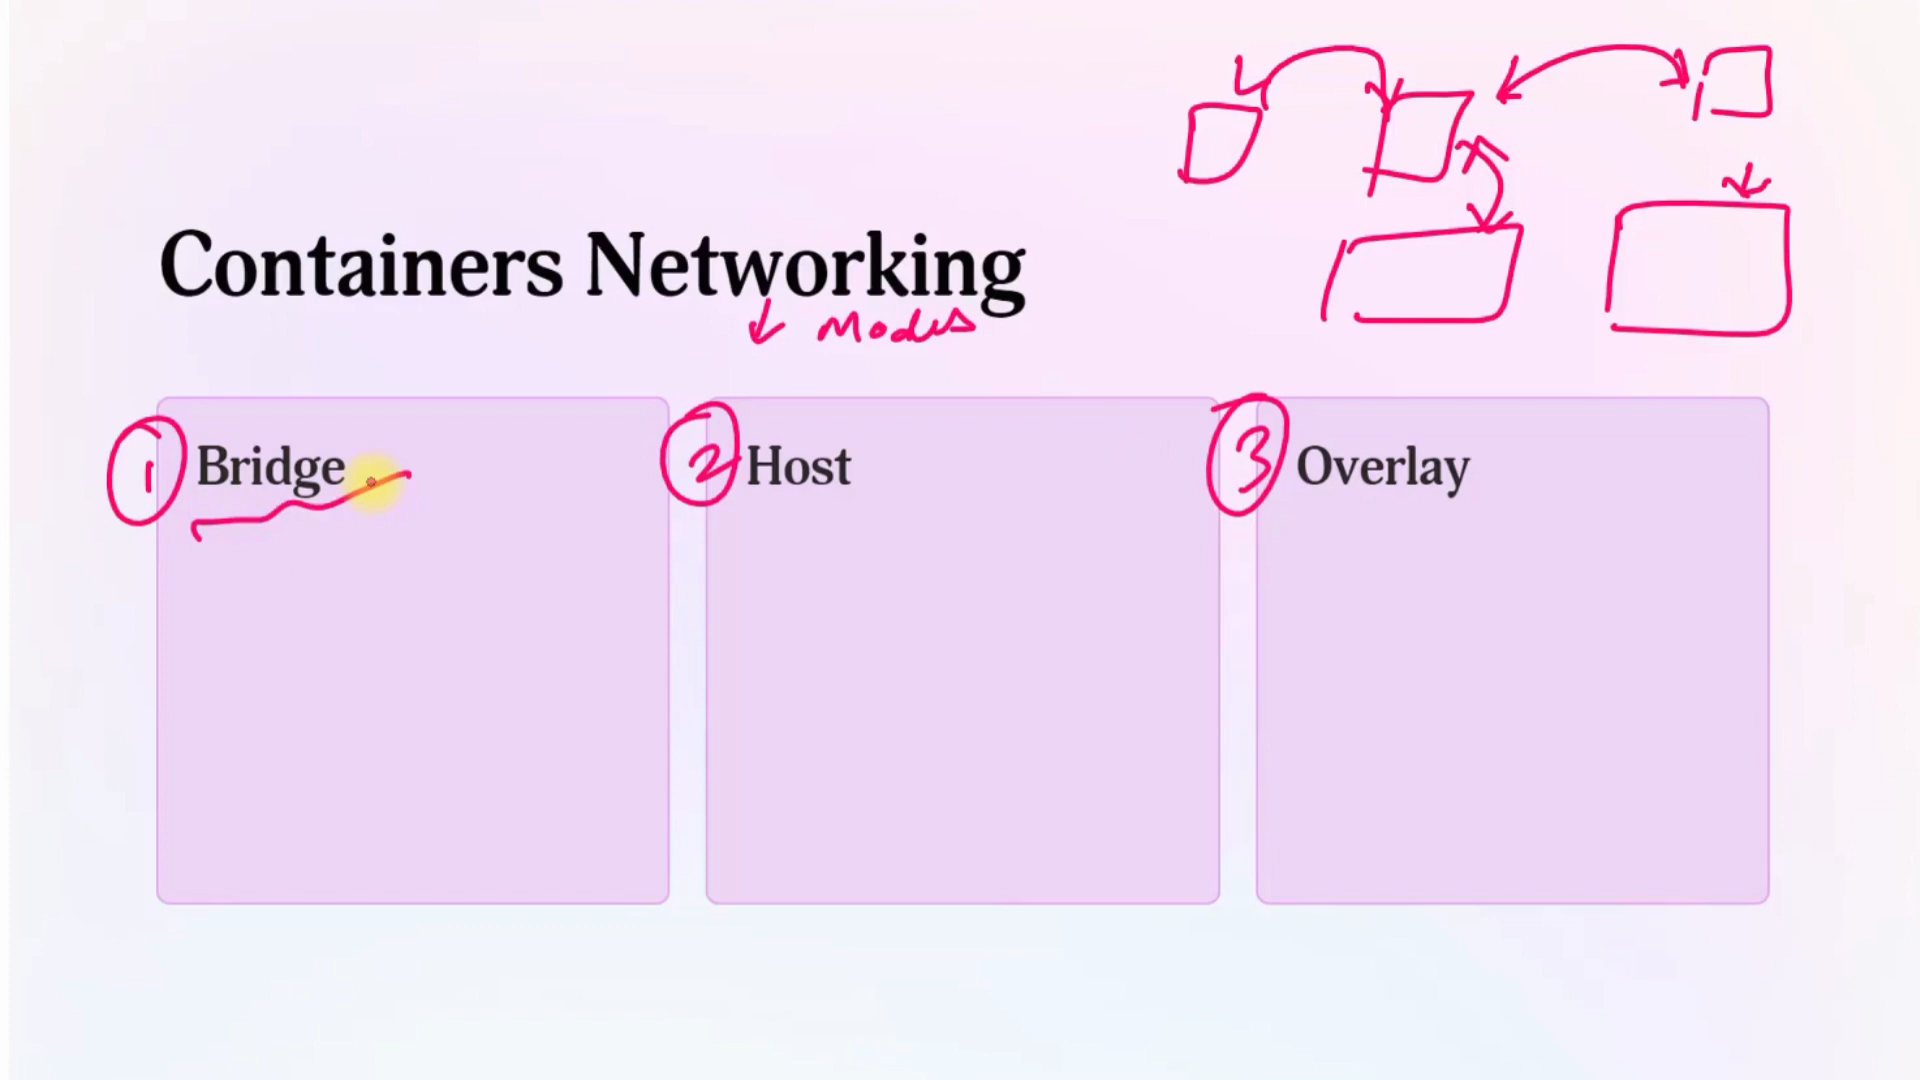 Containers Networking
↓ Modes
1 Bridge
2 Host
3 Overlay